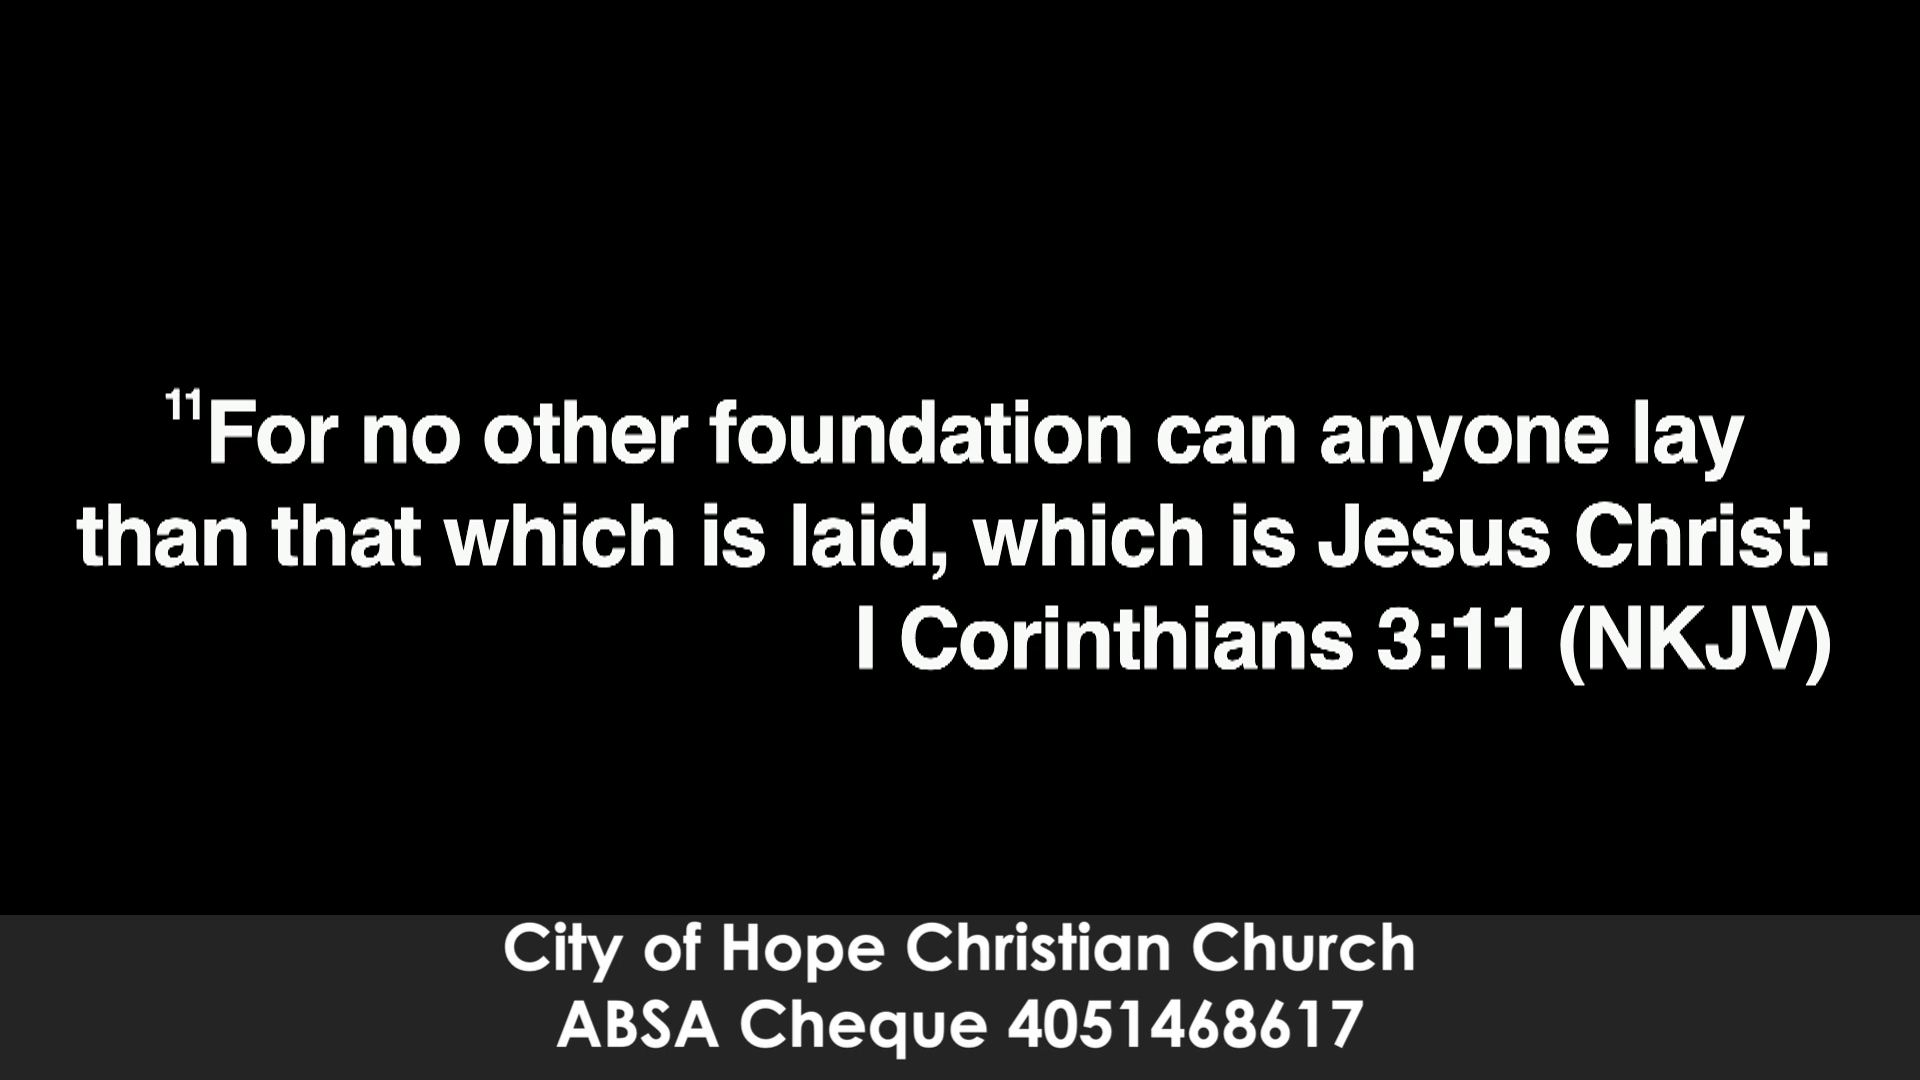 ¹¹For no other foundation can anyone lay
than that which is laid, which is Jesus Christ.
I Corinthians 3:11 (NKJV)
City of Hope Christian Church
ABSA Cheque 4051468617